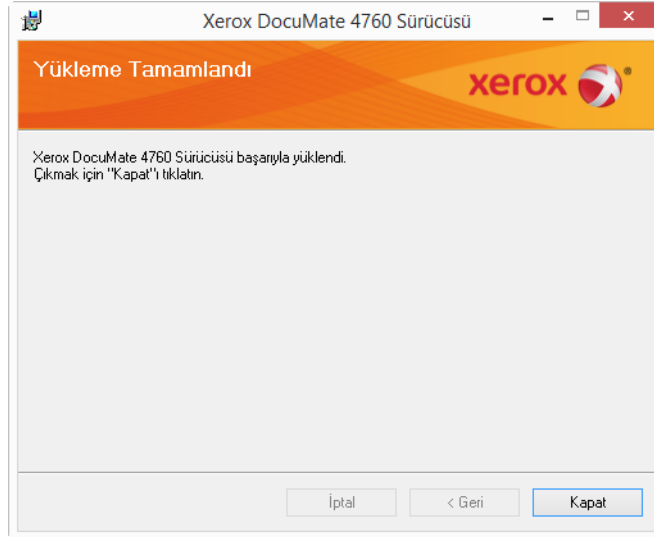 Xerox DocuMate 4760 Sürücüsü
Yükleme Tamamlandı
xerox
Xerox DocuMate 4760 Sürücüsü başarıyla yüklendi.
Çıkmak için "Kapat"ı tıklatın.
İptal
< Geri
Kapat